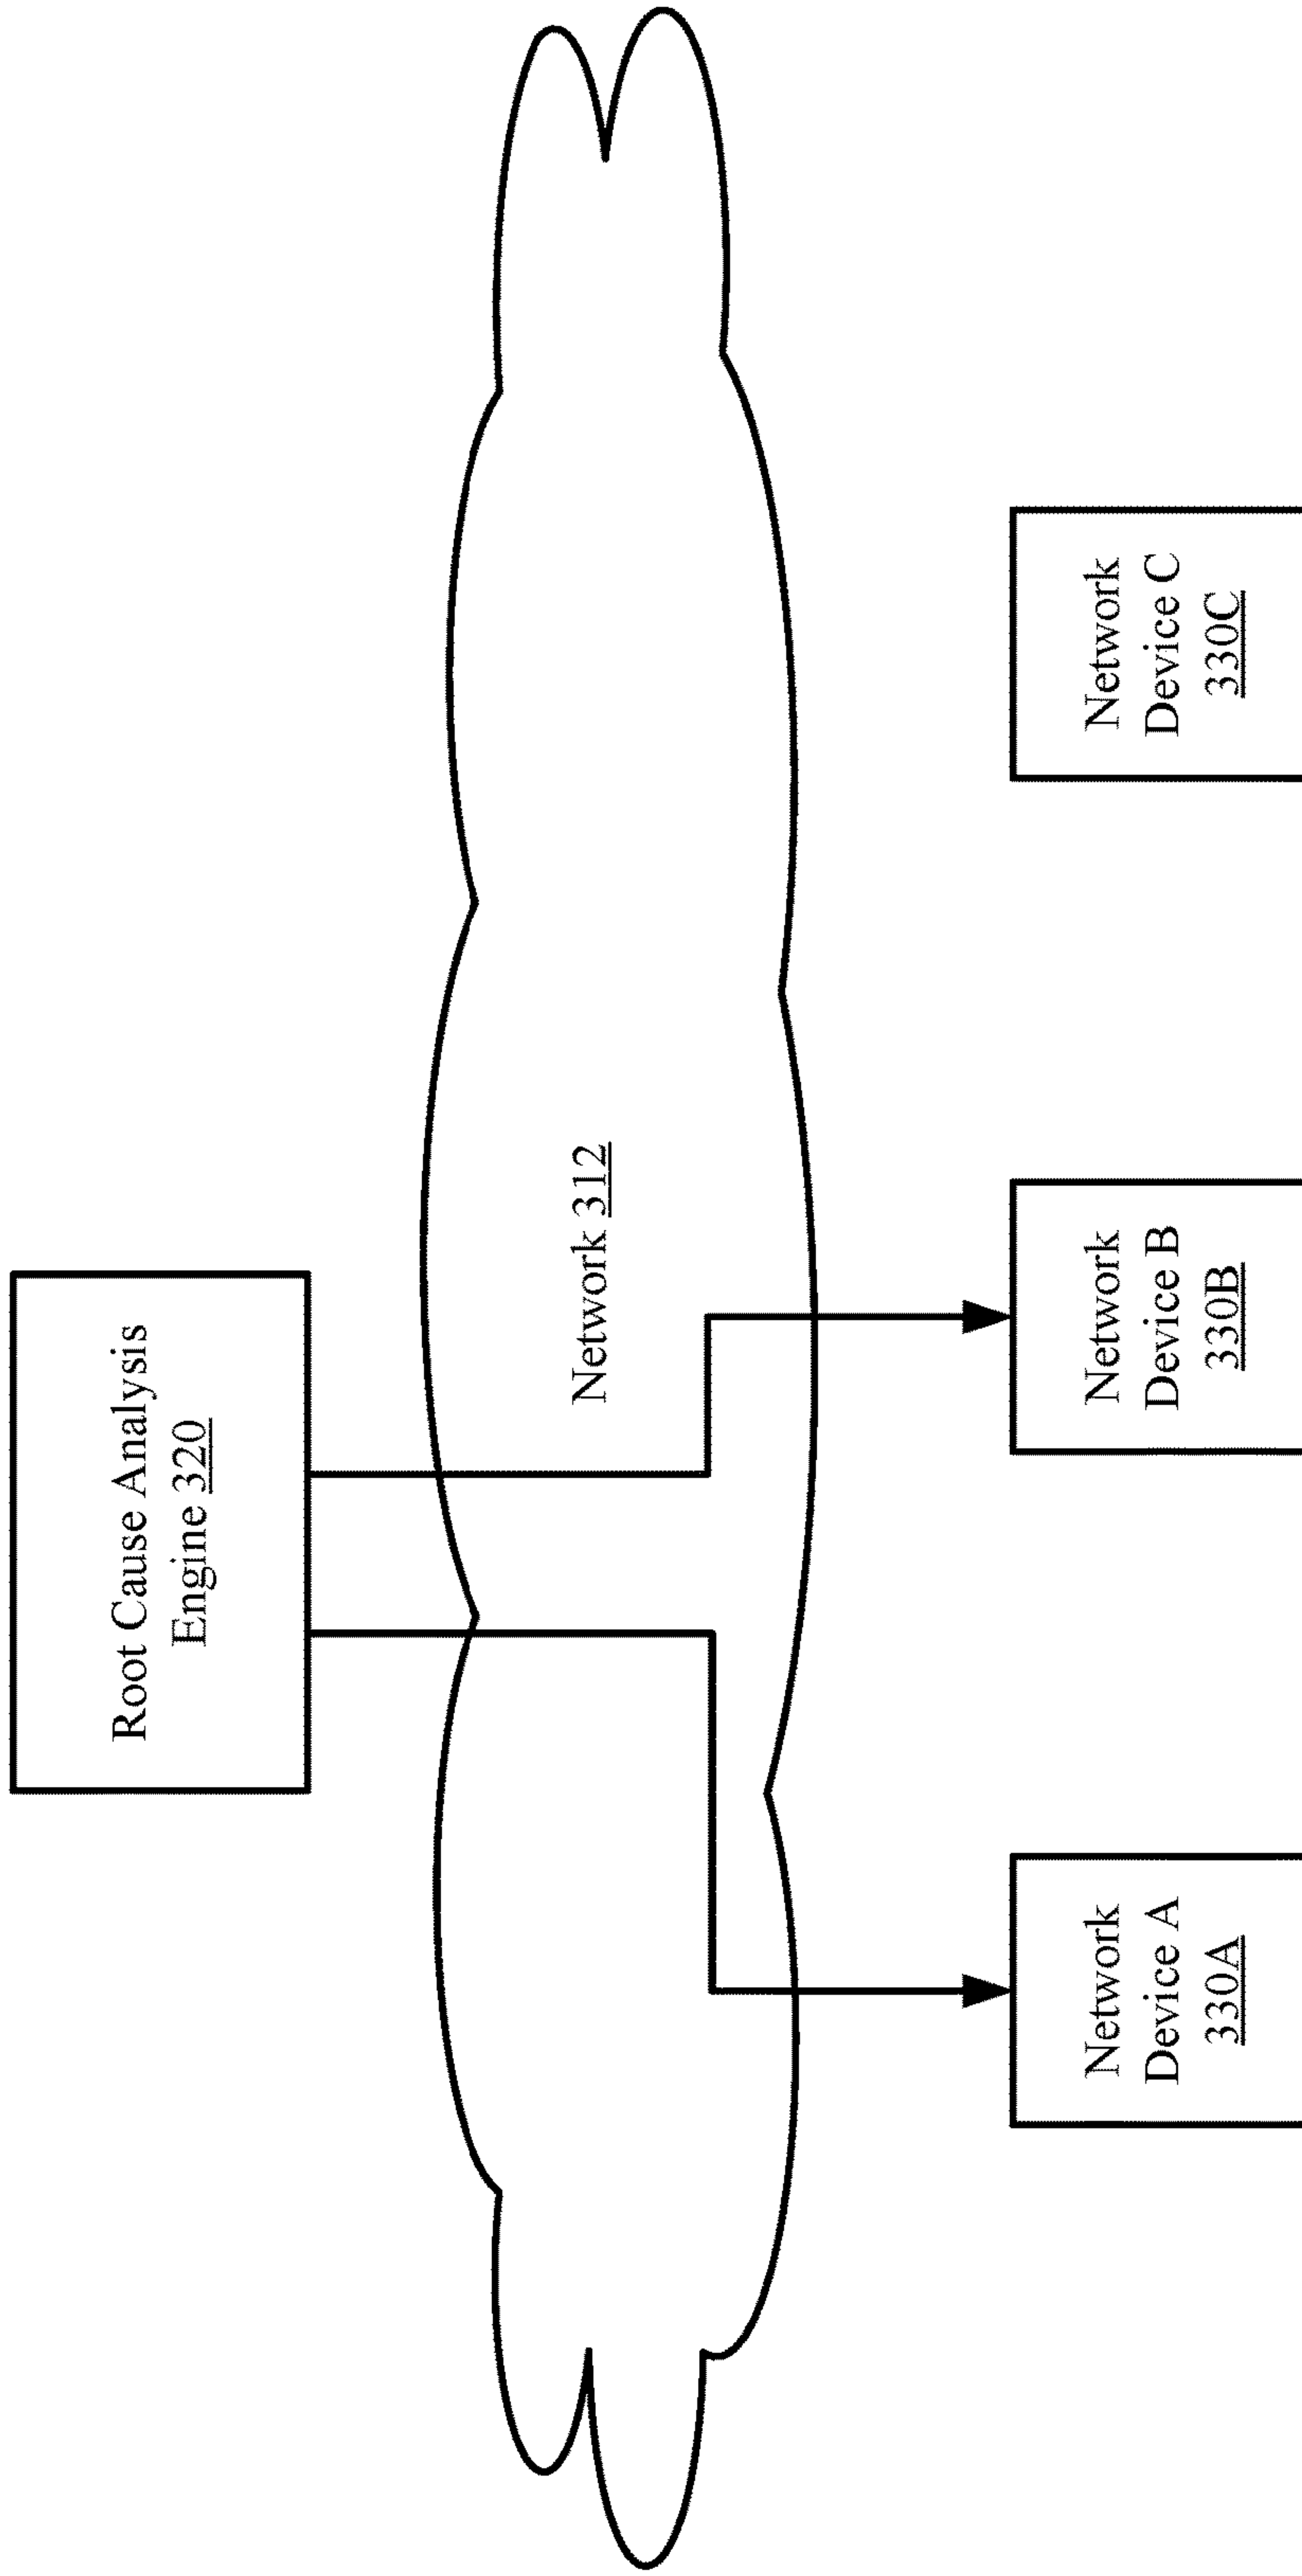 Root Cause Analysis
Engine 320
Network 312
Network
Device A
330A
Network
Device B
330B
Network
Device C
330C